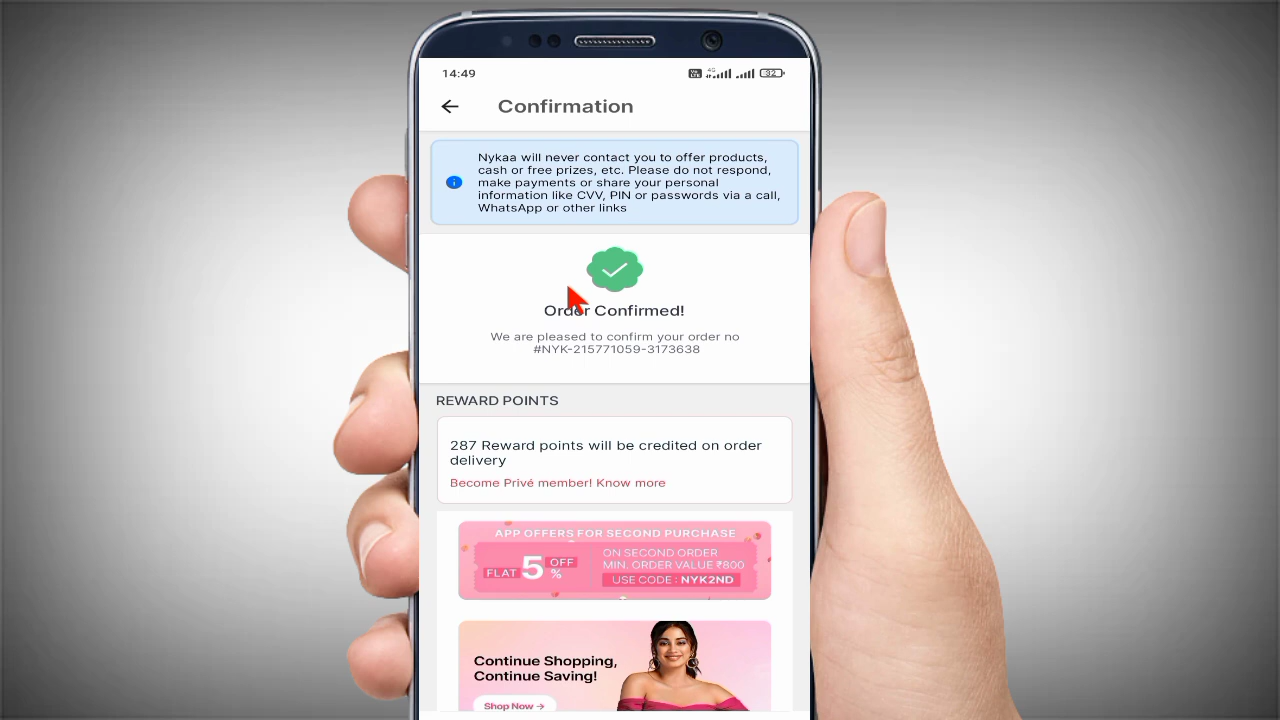 14:49
Vo LTE 4G 32
Confirmation
Nykaa will never contact you to offer products,
cash or free prizes, etc. Please do not respond,
make payments or share your personal
information like CVV, PIN or passwords via a call,
WhatsApp or other links
Order Confirmed!
We are pleased to confirm your order no
#NYK-215771059-3173638
REWARD POINTS
287 Reward points will be credited on order
delivery
Become Privé member! Know more
APP OFFERS FOR SECOND PURCHASE
FLAT 5% OFF
ON SECOND ORDER
MIN. ORDER VALUE ₹800
USE CODE : NYK2ND
Continue Shopping,
Continue Saving!
Shop Now →